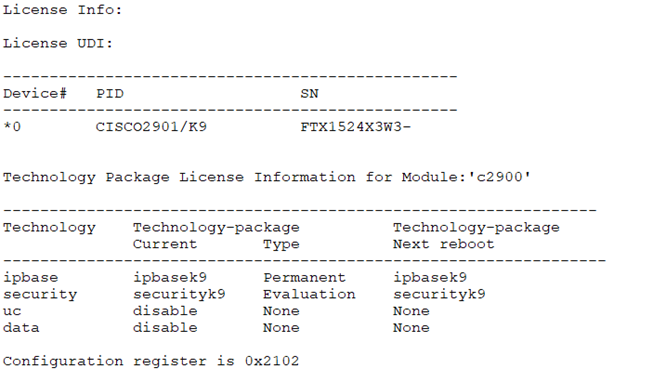 License Info:
License UDI:
-------------------------------------------------
Device#   PID                   SN
-------------------------------------------------
*0        CISCO2901/K9          FTX1524X3W3-
Technology Package License Information for Module:'c2900'
----------------------------------------------------------------
Technology    Technology-package          Technology-package
              Current       Type          Next reboot
-----------------------------------------------------------------
ipbase        ipbasek9      Permanent     ipbasek9
security      securityk9    Evaluation    securityk9
uc            disable       None          None
data          disable       None          None
Configuration register is 0x2102